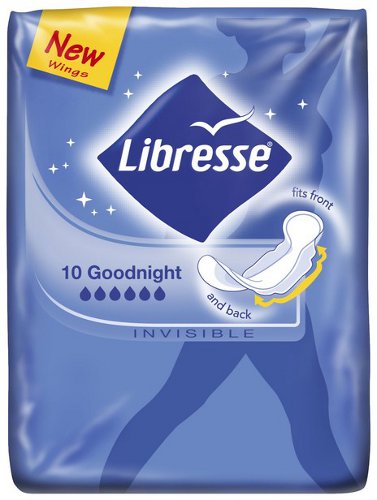 New
Wings
Libresse®
fits front
10 Goodnight
and back
INVISIBLE